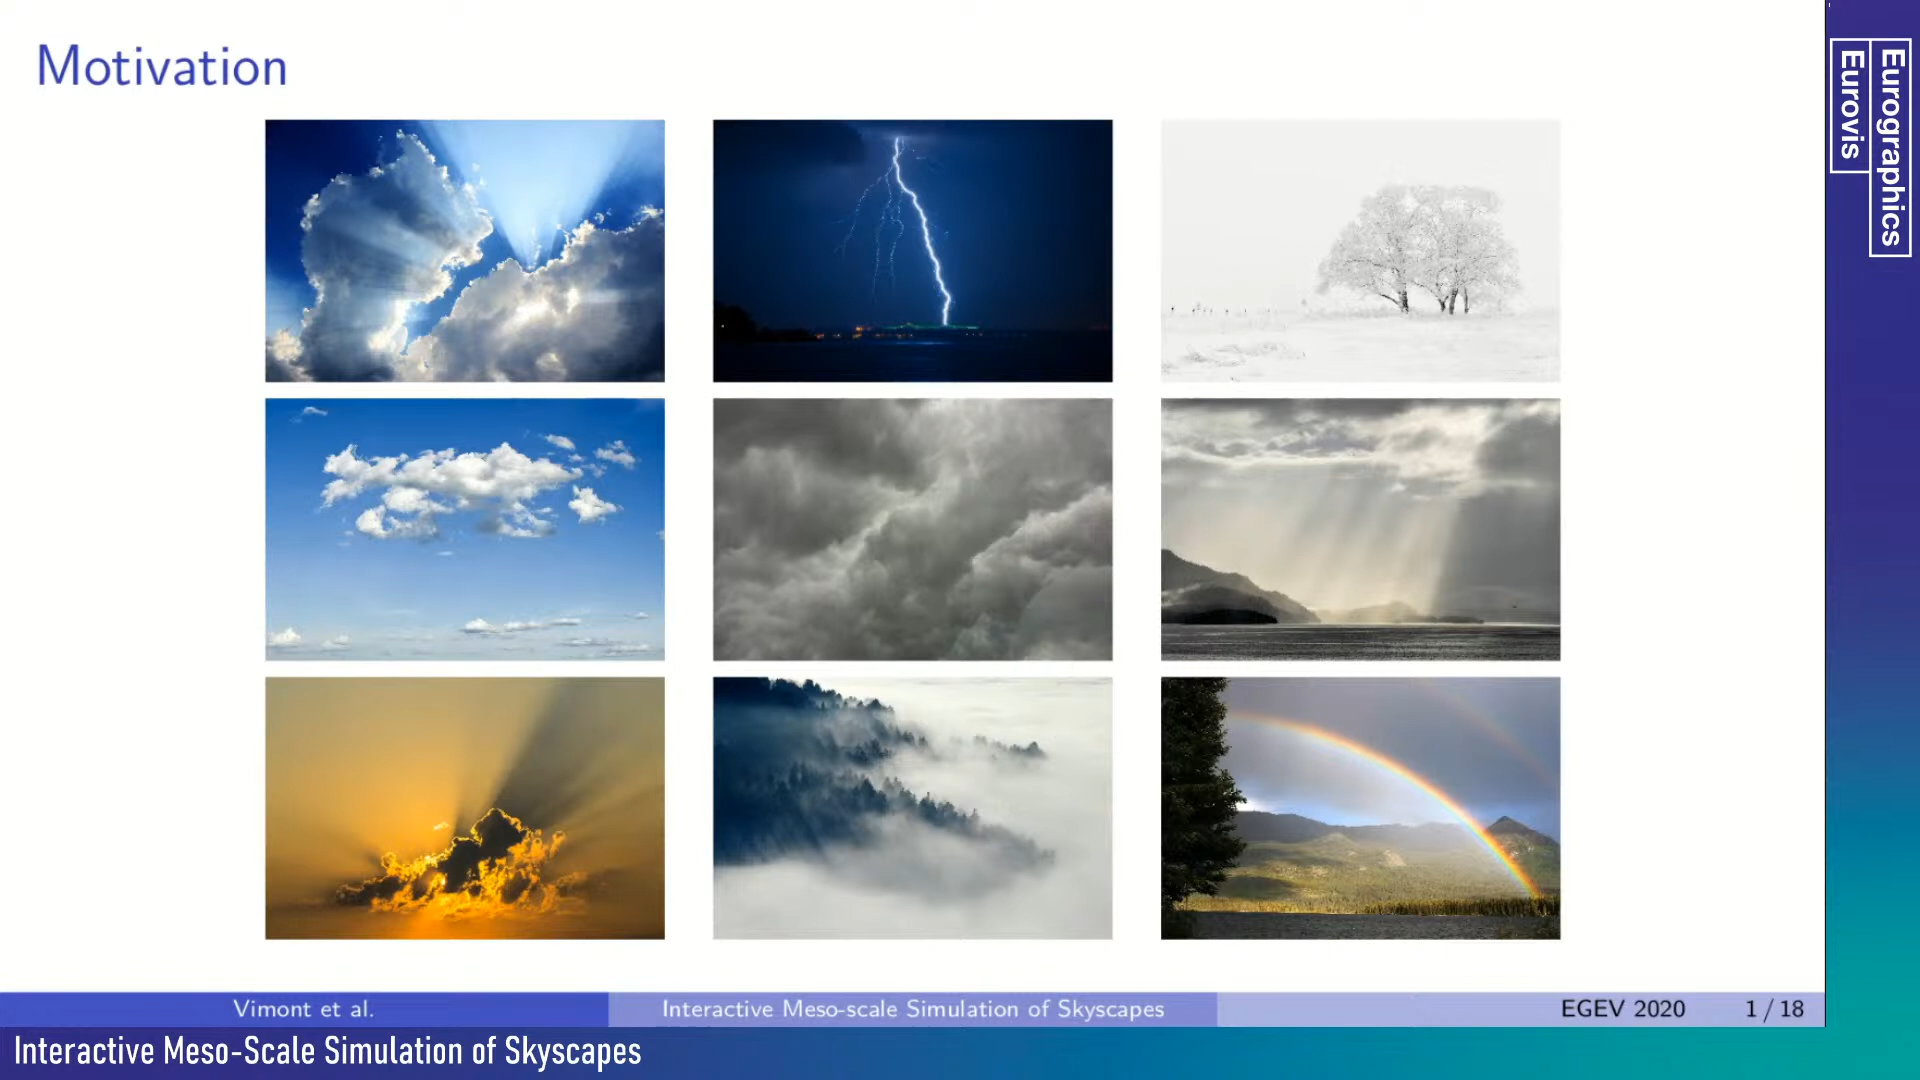 Motivation
Eurographics
Eurovis
Vimont et al.
Interactive Meso-scale Simulation of Skyscapes
EGEV 2020
1 / 18
Interactive Meso-Scale Simulation of Skyscapes